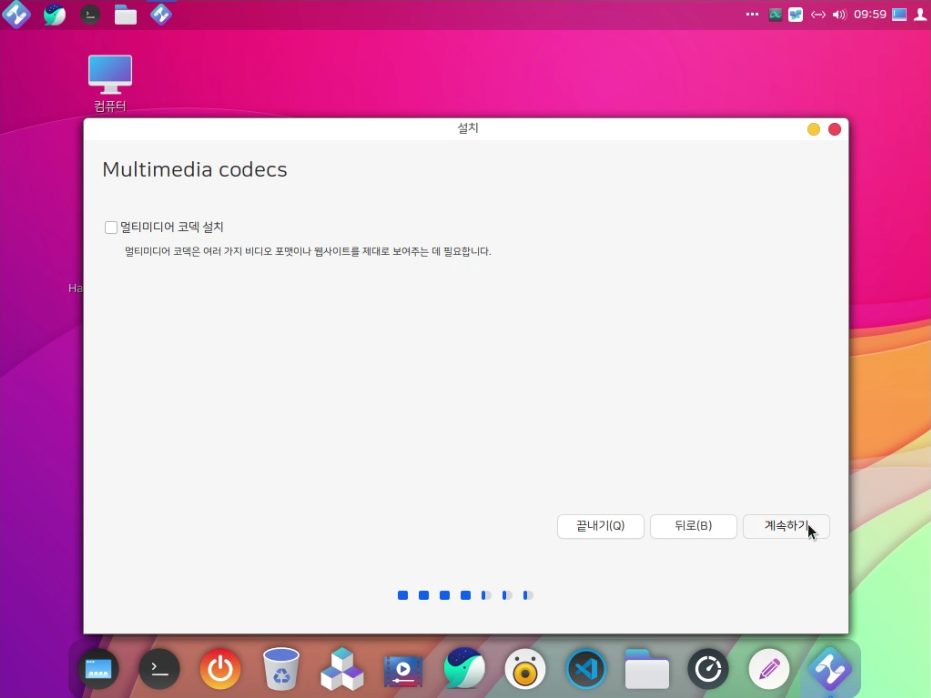 09:59
컴퓨터
설치
Multimedia codecs
멀티미디어 코덱 설치
멀티미디어 코덱은 여러 가지 비디오 포맷이나 웹사이트를 제대로 보여주는 데 필요합니다.
Ha
끝내기(Q)
뒤로(B)
계속하기